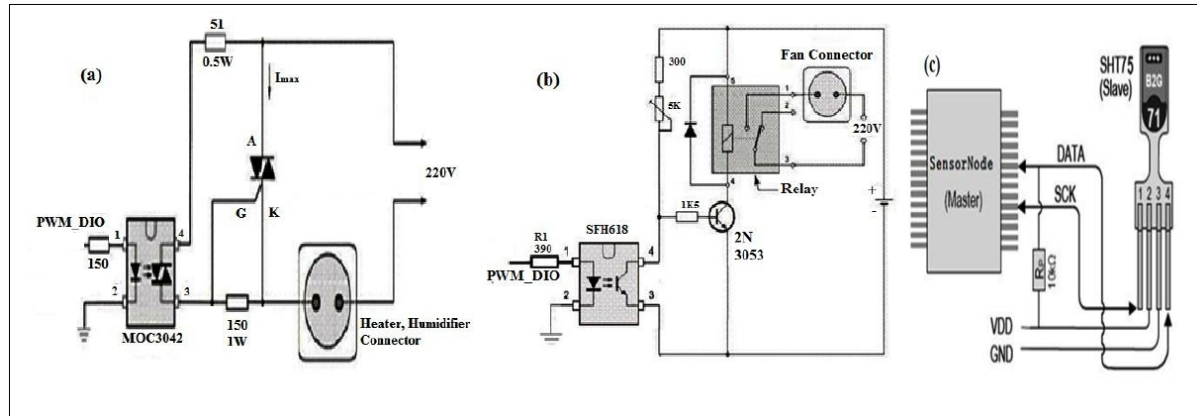 (a)
51
0.5W
Imax
A
G
K
220V
PWM_DIO
150
1
4
2
3
MOC3042
150
1W
Heater, Humidifier
Connector
(b)
300
5K
5
Fan Connector
1
2
3
4
220V
Relay
+
-
1K5
2N
3053
SFH618
R1
390
PWM_DIO
1
4
2
3
(c)
SHT75
(Slave)
B2G
71
SensorNode
(Master)
DATA
SCK
1 2 3 4
RP
10kΩ
VDD
GND